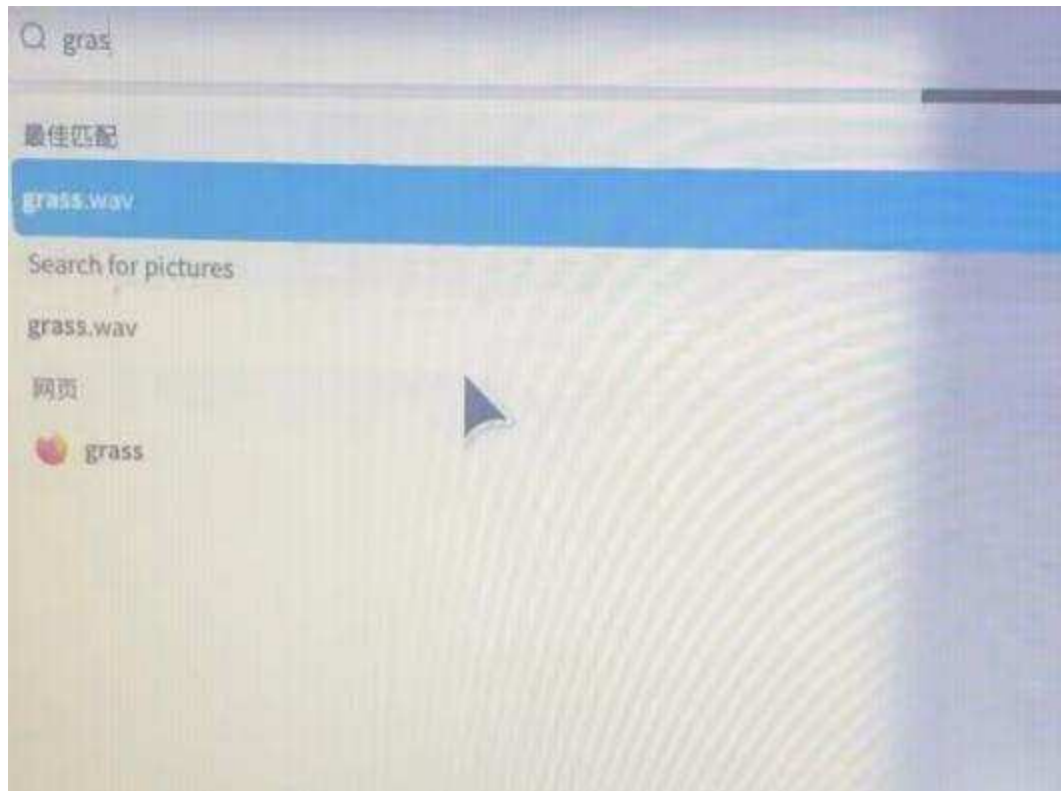 gras
最佳匹配
grass.wav
Search for pictures
grass.wav
网页
grass